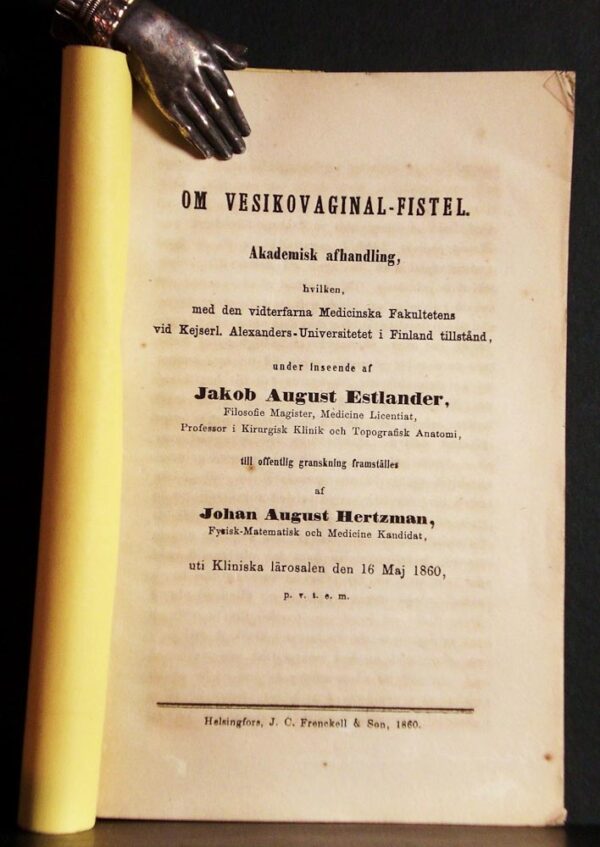 OM VESIKOVAGINAL-FISTEL.
Akademisk afhandling,
hvilken,
med den vidterfarna Medicinska Fakultetens
vid Kejserl. Alexanders-Universitetet i Finland tillstånd,
under inseende af
Jakob August Estlander,
Filosofie Magister, Medicine Licentiat,
Professor i Kirurgisk Klinik och Topografisk Anatomi,
till offentlig granskning framställes
af
Johan August Hertzman,
Fysisk-Matematisk och Medicine Kandidat,
uti Kliniska lärosalen den 16 Maj 1860,
p. v. t. e. m.
Helsingfors, J. C. Frenckell & Son, 1860.